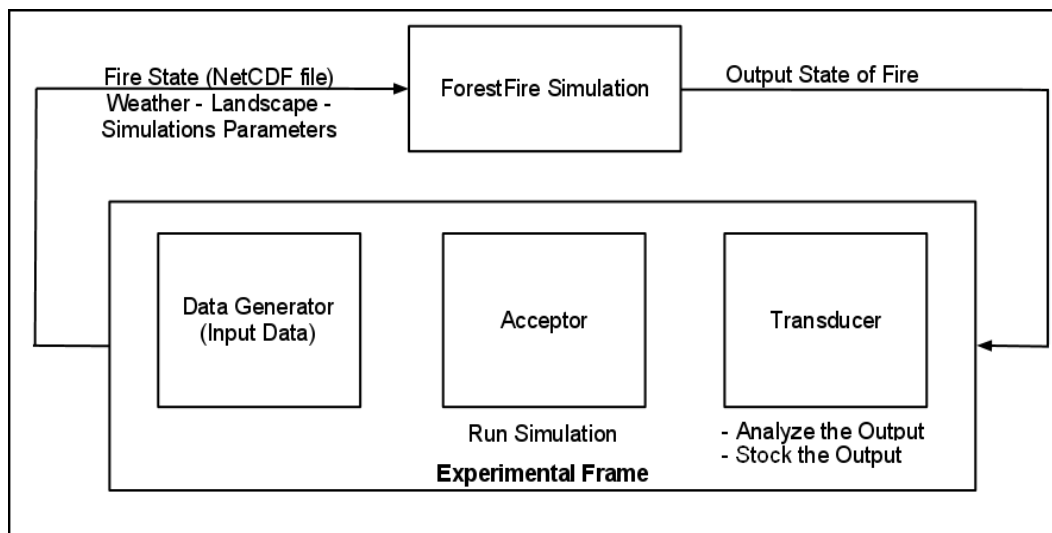 Fire State (NetCDF file)
Weather - Landscape -
Simulations Parameters
ForestFire Simulation
Output State of Fire
Data Generator
(Input Data)
Acceptor
Transducer
Run Simulation
- Analyze the Output
- Stock the Output
Experimental Frame